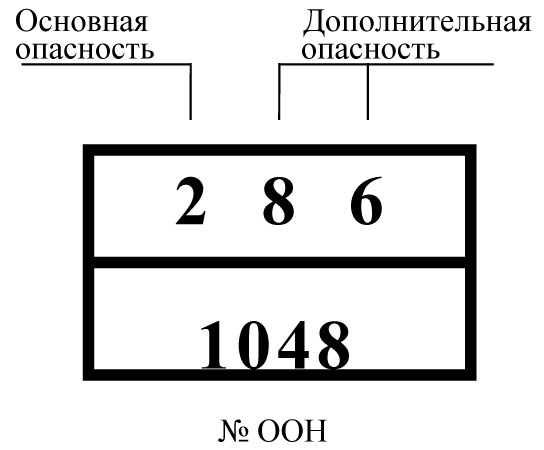 Основная
опасность
Дополнительная
опасность
2 8 6
1048
№ ООН